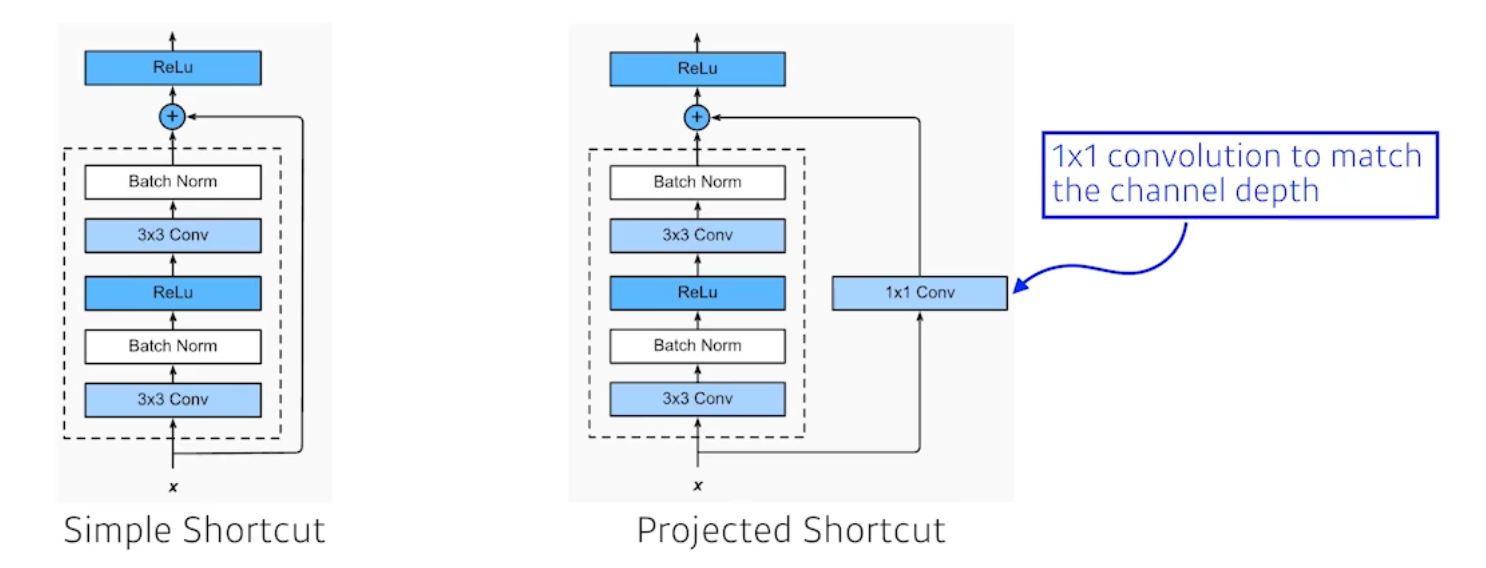 ReLu
+
Batch Norm
3x3 Conv
ReLu
Batch Norm
3x3 Conv
x
Simple Shortcut
ReLu
+
Batch Norm
3x3 Conv
ReLu
Batch Norm
3x3 Conv
x
1x1 Conv
Projected Shortcut
1x1 convolution to match
the channel depth